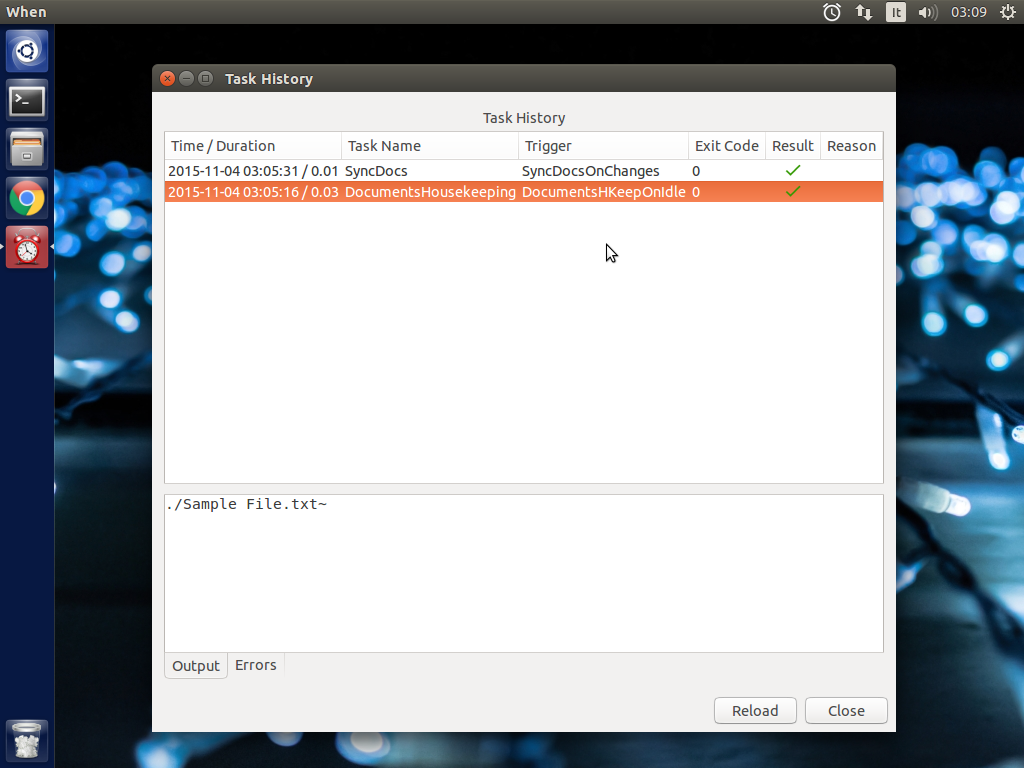 When
It
03:09
Task History
Task History
Time / Duration Task Name Trigger Exit Code Result Reason
2015-11-04 03:05:31 / 0.01 SyncDocs SyncDocsOnChanges 0
2015-11-04 03:05:16 / 0.03 DocumentsHousekeeping DocumentsHKeepOnIdle 0
./Sample File.txt~
Output Errors
Reload Close